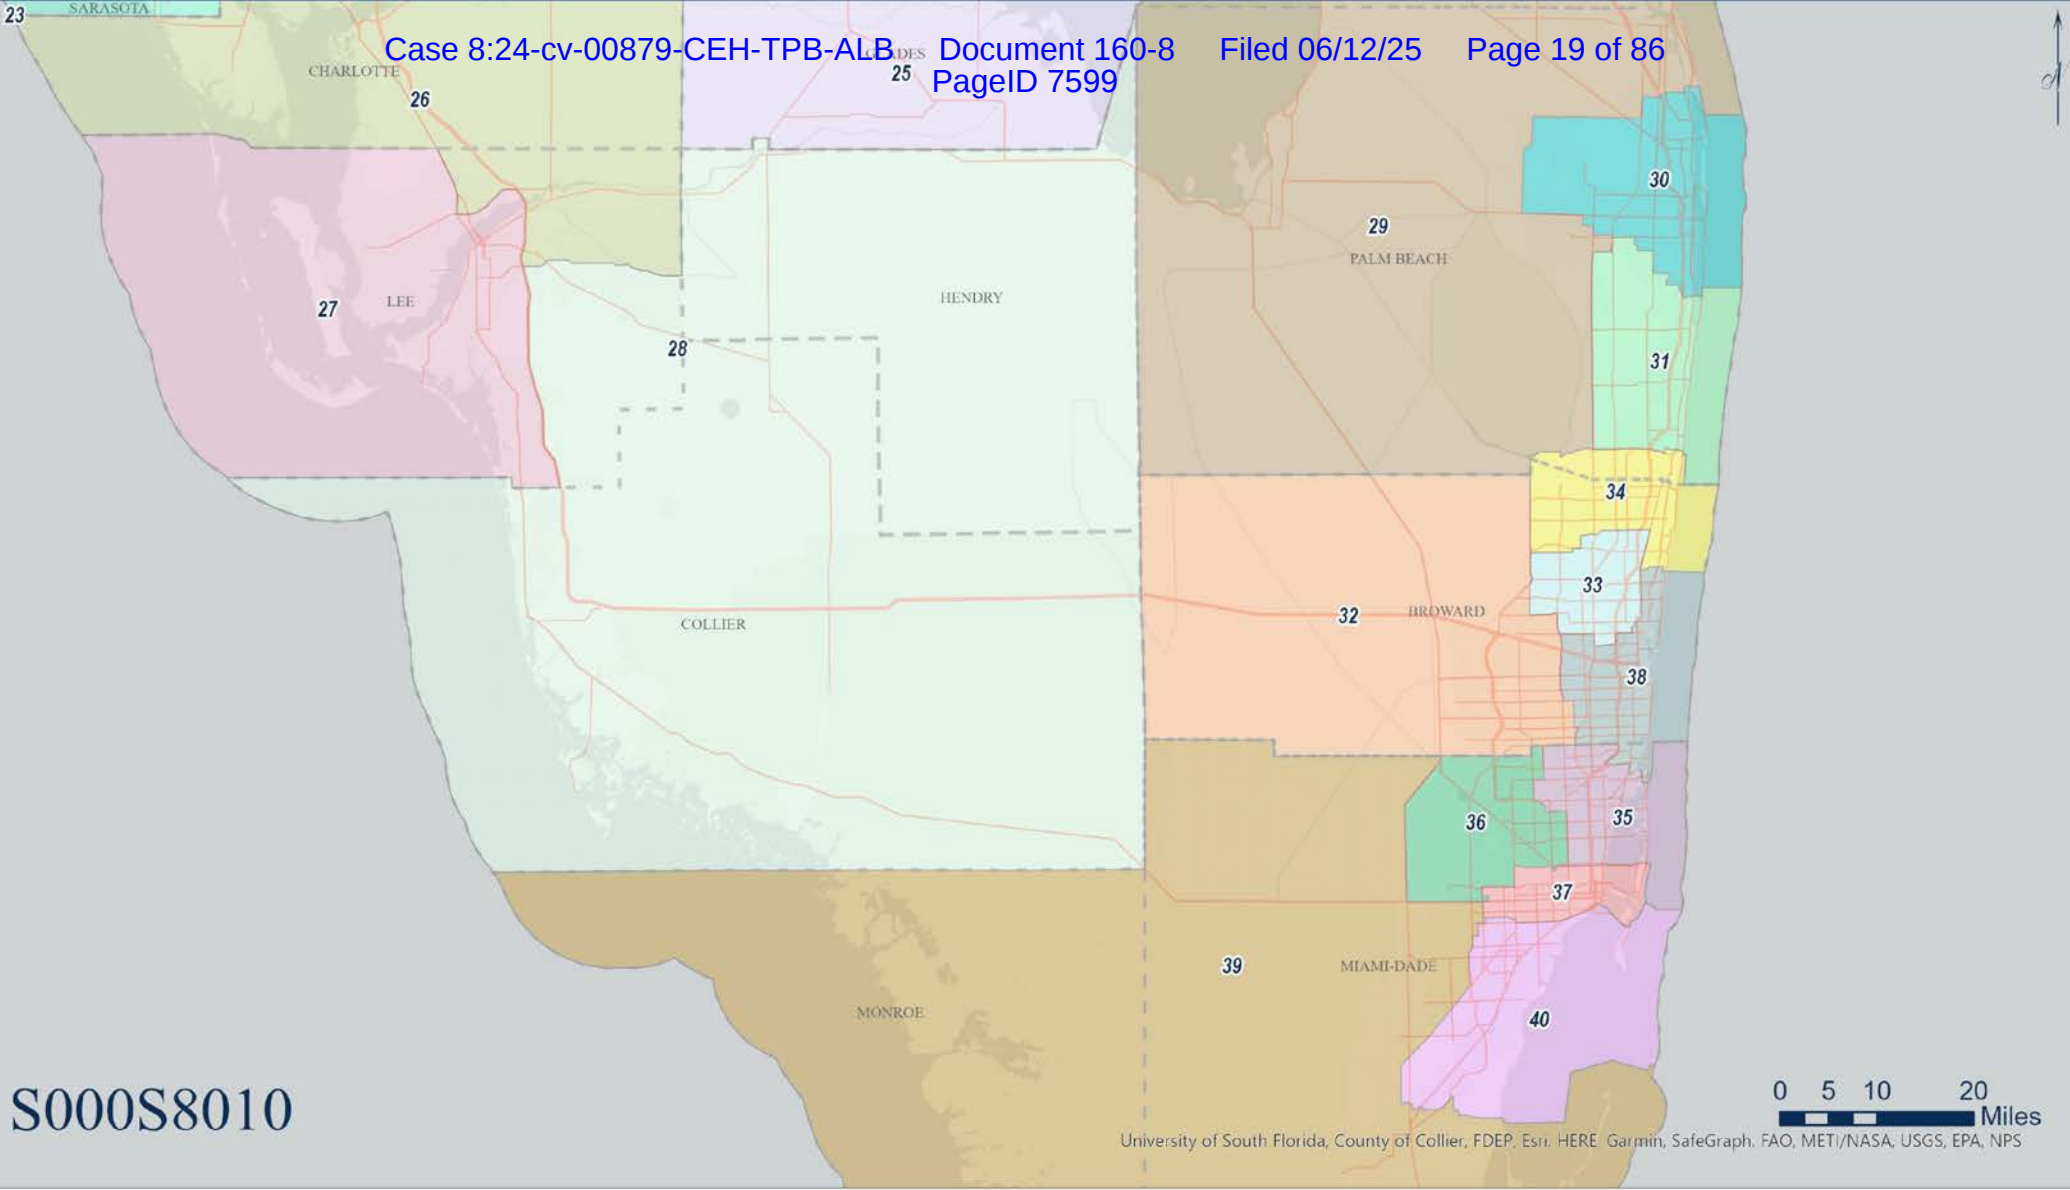 23
SARASOTA
Case 8:24-cv-00879-CEH-TPB-ALB Document 160-8 Filed 06/12/25 Page 19 of 86
PageID 7599
CHARLOTTE
26
25
30
29
PALM BEACH
27
LEE
HENDRY
28
31
34
33
32
BROWARD
COLLIER
38
36
35
37
39
MIAMI-DADE
MONROE
40
S000S8010
0 5 10 20
Miles
University of South Florida, County of Collier, FDEP, Esri, HERE, Garmin, SafeGraph, FAO, METI/NASA, USGS, EPA, NPS